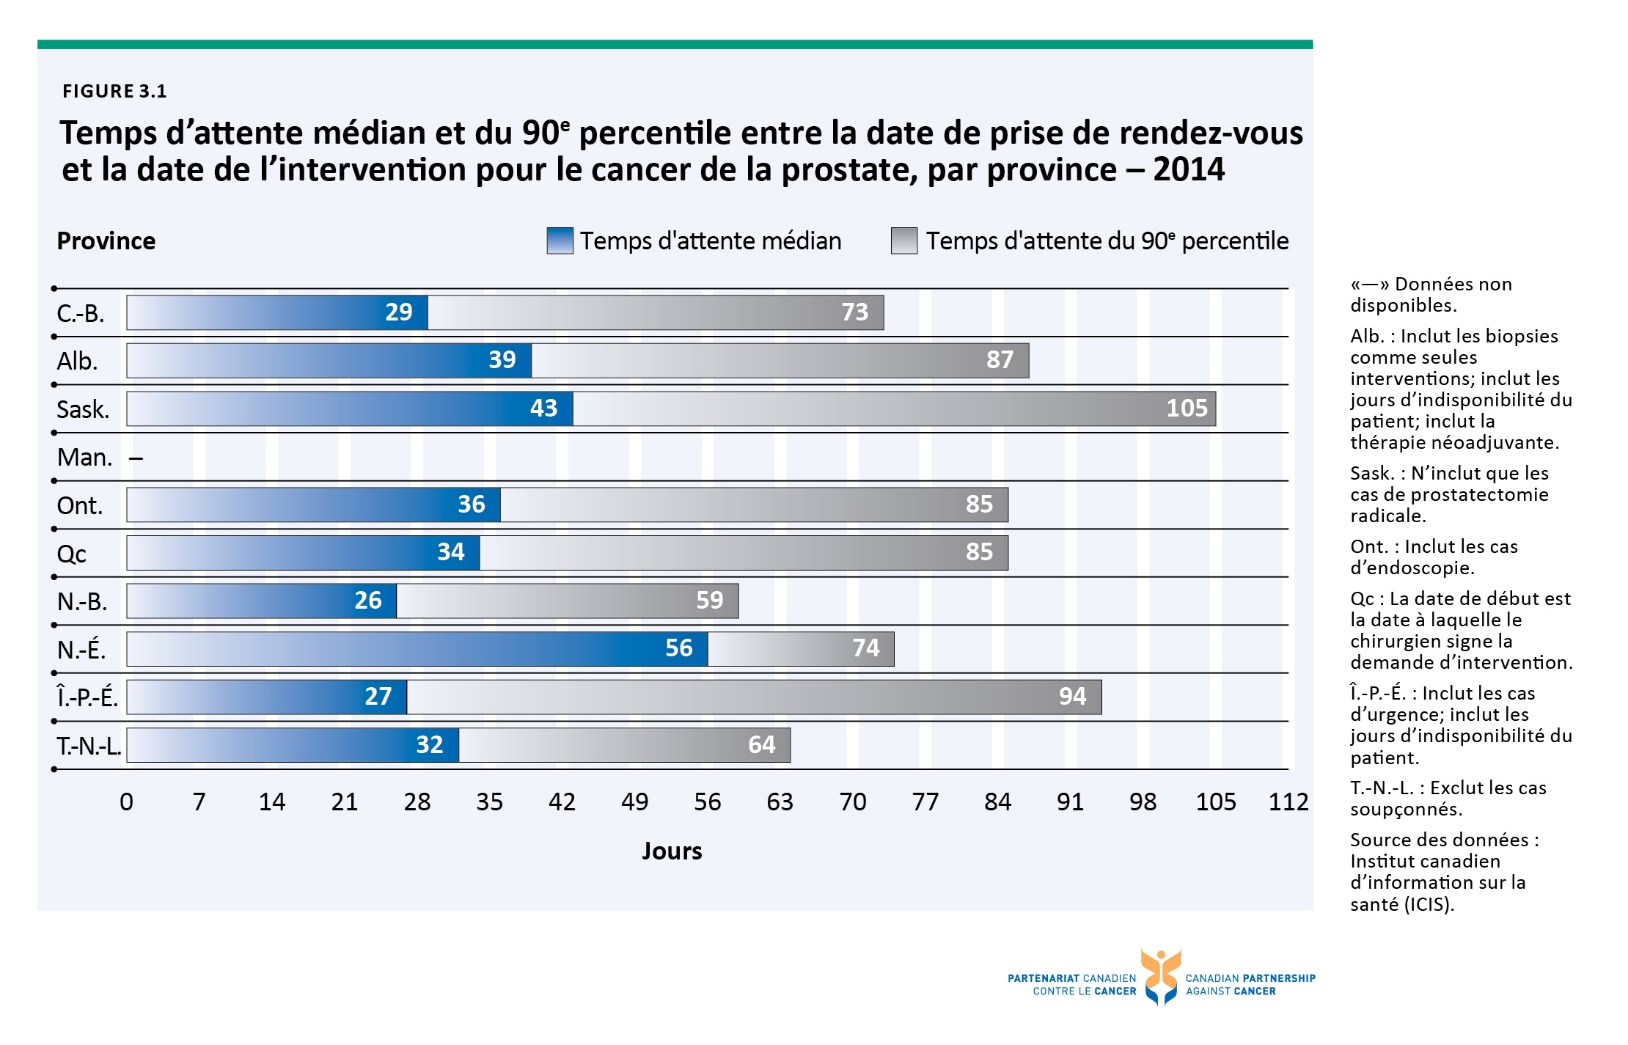 FIGURE 3.1
Temps d’attente médian et du 90e percentile entre la date de prise de rendez-vous
et la date de l’intervention pour le cancer de la prostate, par province – 2014
Province
Temps d'attente médian
Temps d'attente du 90e percentile
C.-B. 29 73
Alb. 39 87
Sask. 43 105
Man. –
Ont. 36 85
Qc 34 85
N.-B. 26 59
N.-É. 56 74
Î.-P.-É. 27 94
T.-N.-L. 32 64
0 7 14 21 28 35 42 49 56 63 70 77 84 91 98 105 112
Jours
«—» Données non
disponibles.
Alb. : Inclut les biopsies
comme seules
interventions; inclut les
jours d’indisponibilité du
patient; inclut la
thérapie néoadjuvante.
Sask. : N’inclut que les
cas de prostatectomie
radicale.
Ont. : Inclut les cas
d’endoscopie.
Qc : La date de début est
la date à laquelle le
chirurgien signe la
demande d’intervention.
Î.-P.-É. : Inclut les cas
d’urgence; inclut les
jours d’indisponibilité du
patient.
T.-N.-L. : Exclut les cas
soupçonnés.
Source des données :
Institut canadien
d’information sur la
santé (ICIS).
PARTENARIAT CANADIEN
CONTRE LE CANCER
CANADIAN PARTNERSHIP
AGAINST CANCER